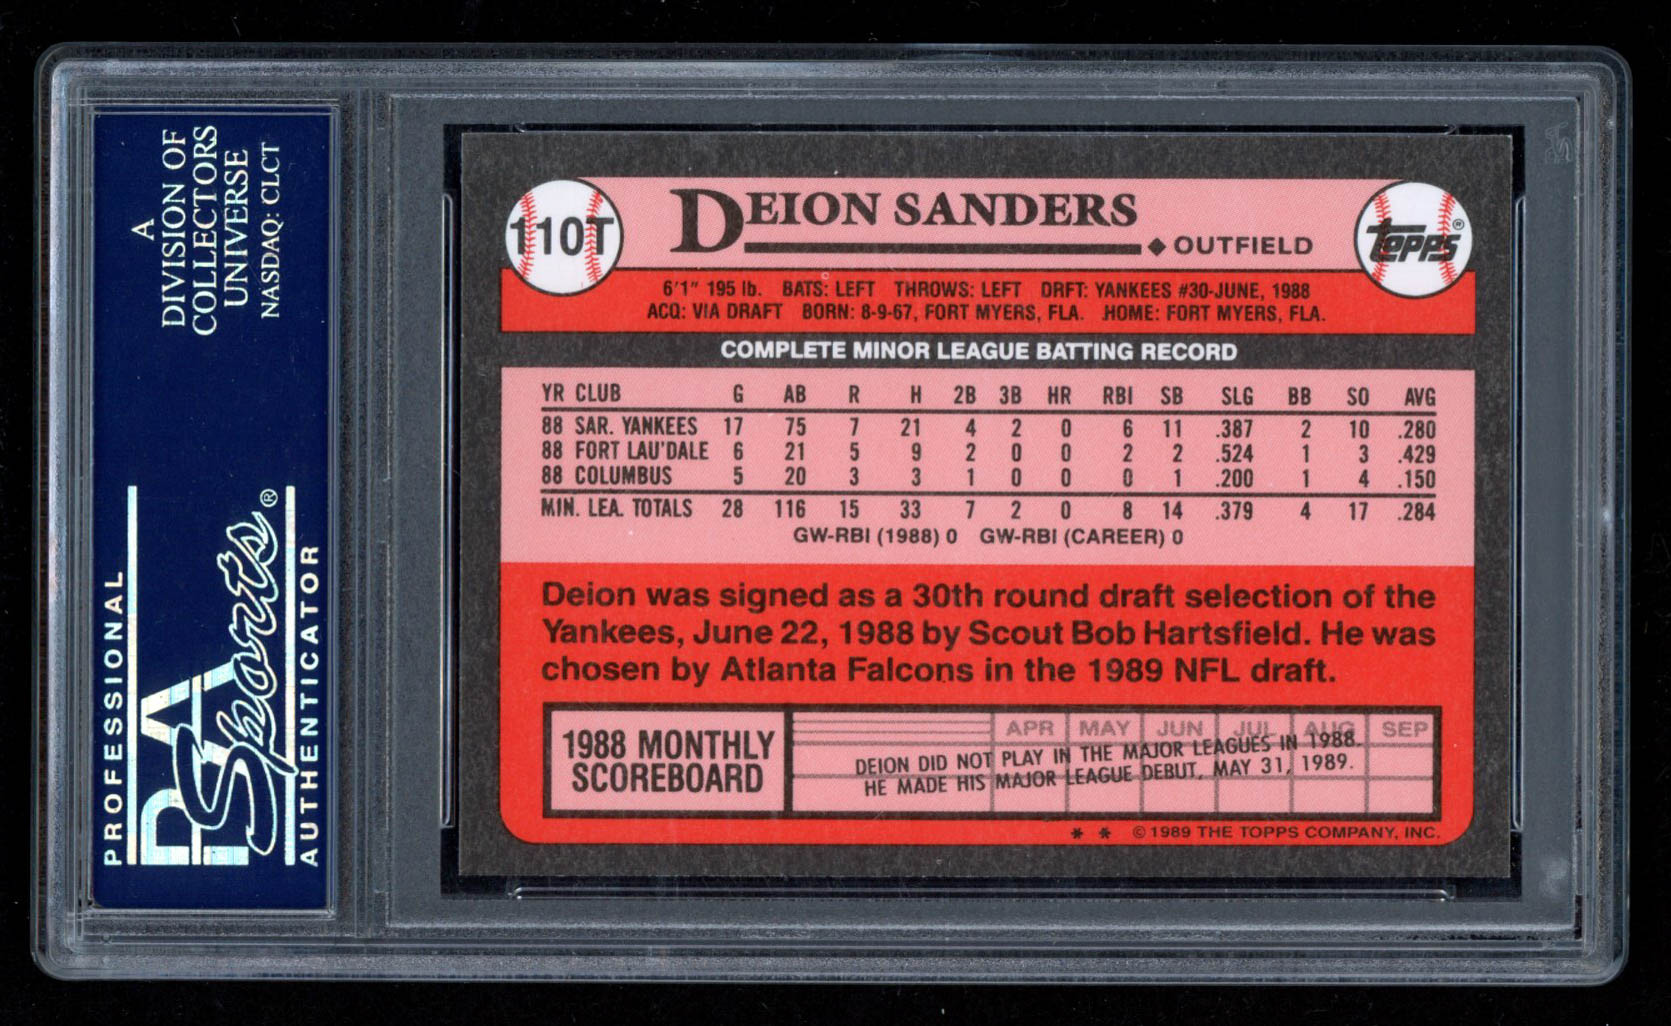 A
DIVISION OF
COLLECTORS
UNIVERSE
NASDAQ: CLCT
PROFESSIONAL
PSA
Sports®
AUTHENTICATOR
110T
DEION SANDERS
◆ OUTFIELD
Topps®
6'1" 195 lb. BATS: LEFT THROWS: LEFT DRFT: YANKEES #30-JUNE, 1988
ACQ: VIA DRAFT BORN: 8-9-67, FORT MYERS, FLA. HOME: FORT MYERS, FLA.
COMPLETE MINOR LEAGUE BATTING RECORD
YR CLUB G AB R H 2B 3B HR RBI SB SLG BB SO AVG
88 SAR. YANKEES 17 75 7 21 4 2 0 6 11 .387 2 10 .280
88 FORT LAU'DALE 6 21 5 9 2 0 0 2 2 .524 1 3 .429
88 COLUMBUS 5 20 3 3 1 0 0 0 1 .200 1 4 .150
MIN. LEA. TOTALS 28 116 15 33 7 2 0 8 14 .379 4 17 .284
GW-RBI (1988) 0 GW-RBI (CAREER) 0
Deion was signed as a 30th round draft selection of the
Yankees, June 22, 1988 by Scout Bob Hartsfield. He was
chosen by Atlanta Falcons in the 1989 NFL draft.
1988 MONTHLY
SCOREBOARD
APR MAY JUN JUL AUG SEP
DEION DID NOT PLAY IN THE MAJOR LEAGUES IN 1988.
HE MADE HIS MAJOR LEAGUE DEBUT, MAY 31, 1989.
* * ©1989 THE TOPPS COMPANY, INC.